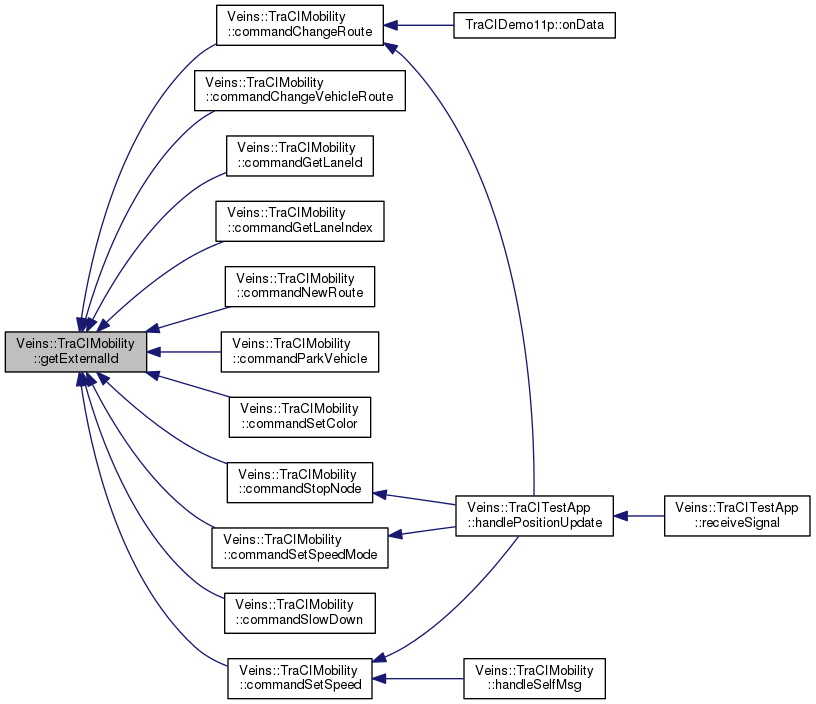 Veins::TraCIMobility
::commandChangeRoute
TraCIDemo11p::onData
Veins::TraCIMobility
::commandChangeVehicleRoute
Veins::TraCIMobility
::commandGetLaneId
Veins::TraCIMobility
::commandGetLaneIndex
Veins::TraCIMobility
::commandNewRoute
Veins::TraCIMobility
::getExternalId
Veins::TraCIMobility
::commandParkVehicle
Veins::TraCIMobility
::commandSetColor
Veins::TraCIMobility
::commandStopNode
Veins::TraCITestApp
::handlePositionUpdate
Veins::TraCITestApp
::receiveSignal
Veins::TraCIMobility
::commandSetSpeedMode
Veins::TraCIMobility
::commandSlowDown
Veins::TraCIMobility
::commandSetSpeed
Veins::TraCIMobility
::handleSelfMsg